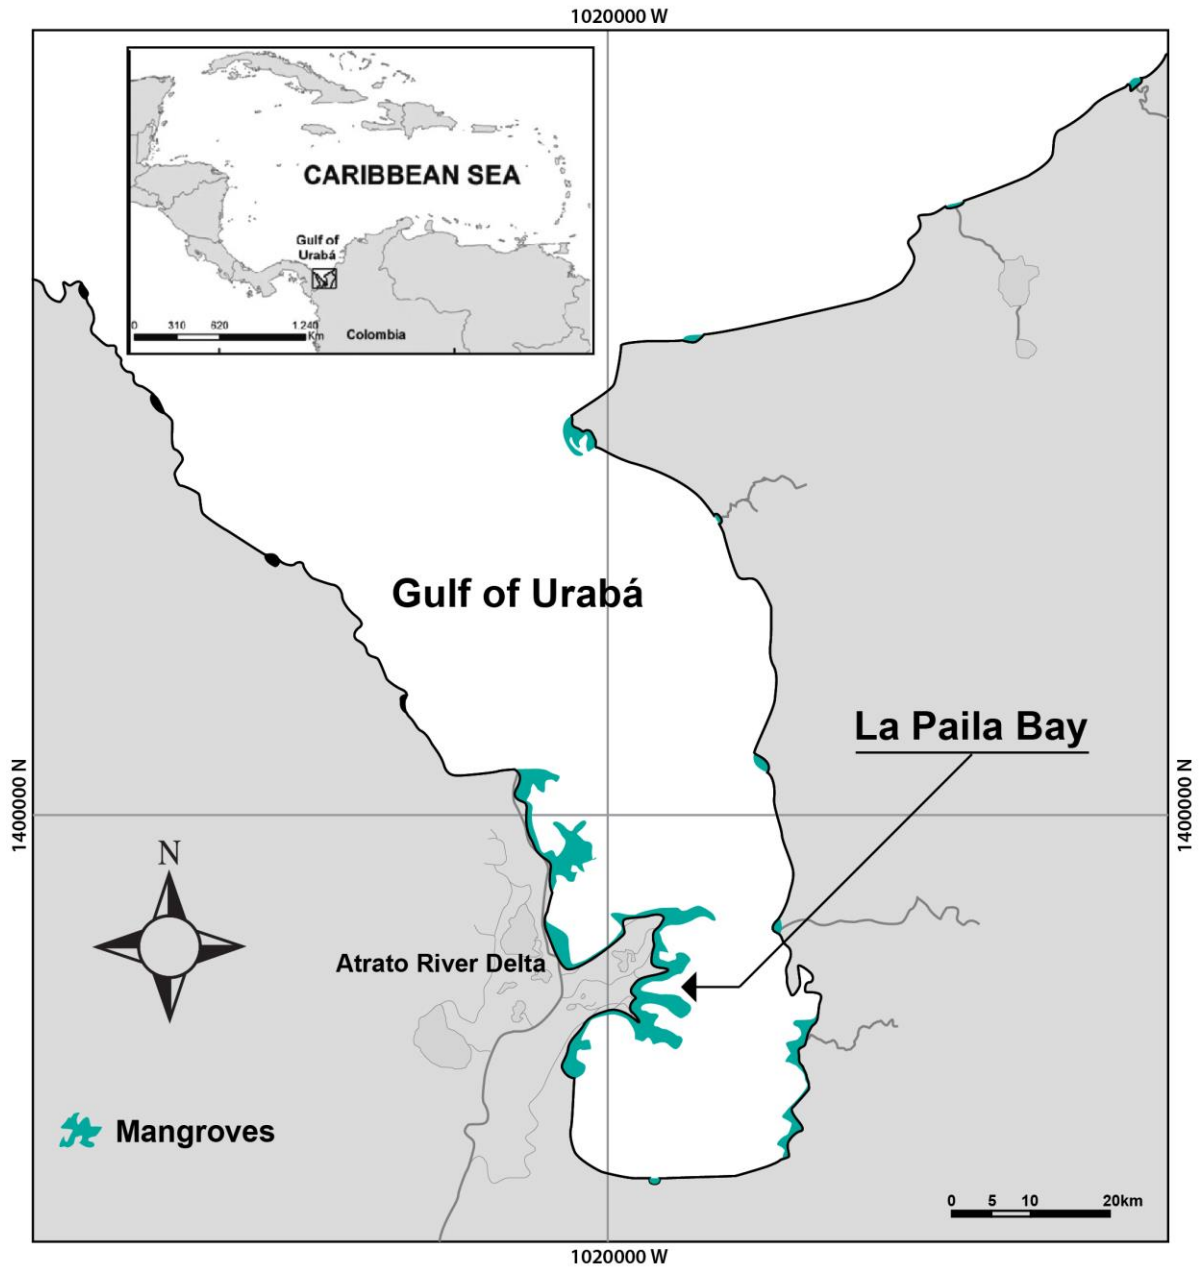 1020000 W
CARIBBEAN SEA
Gulf of
Urabá
0 310 620 1 240
Km
Colombia
Gulf of Urabá
La Paila Bay
1400000 N
1400000 N
N
Atrato River Delta
Mangroves
0 5 10 20km
1020000 W